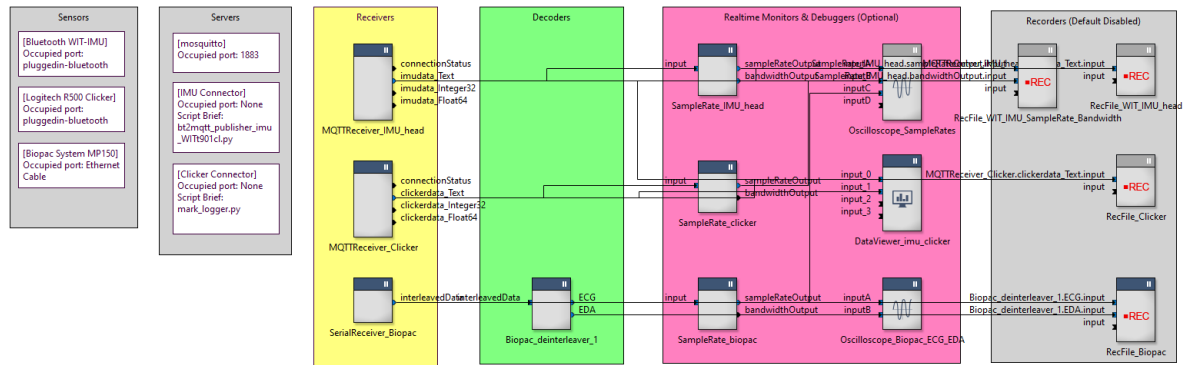 Sensors
[Bluetooth WIT-IMU]
Occupied port:
pluggedin-bluetooth
[Logitech R500 Clicker]
Occupied port:
pluggedin-bluetooth
[Biopac System MP150]
Occupied port: Ethernet
Cable
Servers
[mosquitto]
Occupied port: 1883
[IMU Connector]
Occupied port: None
Script Brief:
bt2mqtt_publisher_imu
_WITt901cl.py
[Clicker Connector]
Occupied port: None
Script Brief:
mark_logger.py
Receivers
connectionStatus
imudata_Text
imudata_Integer32
imudata_Float64
MQTTReceiver_IMU_head
connectionStatus
clickerdata_Text
clickerdata_Integer32
clickerdata_Float64
MQTTReceiver_Clicker
interleavedData
SerialReceiver_Biopac
Decoders
interleavedData
ECG
EDA
Biopac_deinterleaver_1
Realtime Monitors & Debuggers (Optional)
input
sampleRateOutput
bandwidthOutput
SampleRate_IMU_head
inputC
inputD
Oscilloscope_SampleRates
input
sampleRateOutput
bandwidthOutput
SampleRate_clicker
input_0
input_1
input_2
input_3
DataViewer_imu_clicker
input
sampleRateOutput
bandwidthOutput
SampleRate_biopac
inputA
inputB
Oscilloscope_Biopac_ECG_EDA
Recorders (Default Disabled)
SampleRate_IMU_head.bandwidthOutput.input
input
REC
RecFile_WIT_IMU_SampleRate_Bandwidth
input
REC
RecFile_WIT_IMU_head
MQTTReceiver_Clicker.clickerdata_Text.input
input
REC
RecFile_Clicker
Biopac_deinterleaver_1.ECG.input
Biopac_deinterleaver_1.EDA.input
input
REC
RecFile_Biopac